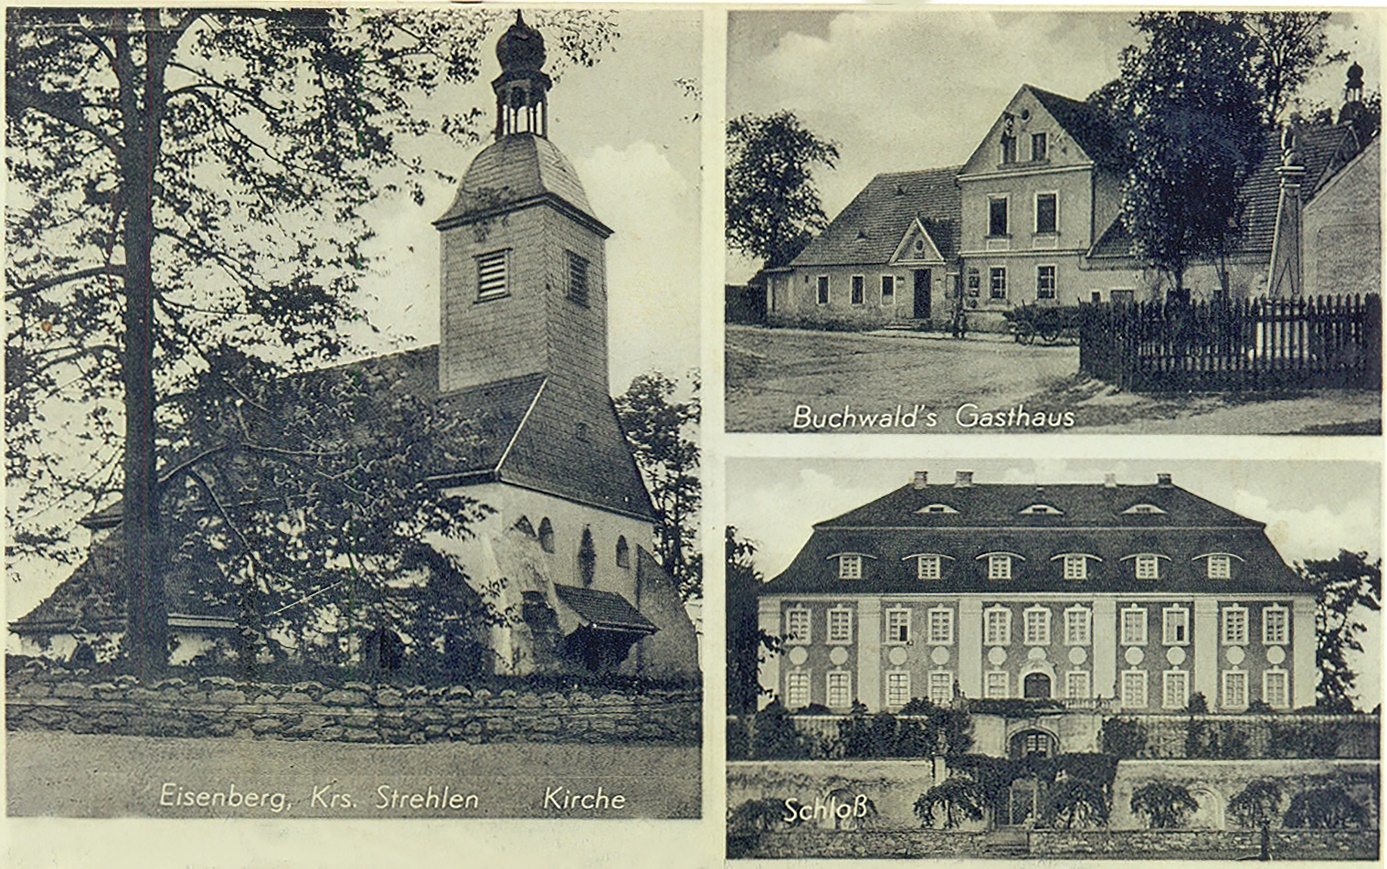 Eisenberg, Krs. Strehlen Kirche
Buchwald's Gasthaus
Schloß